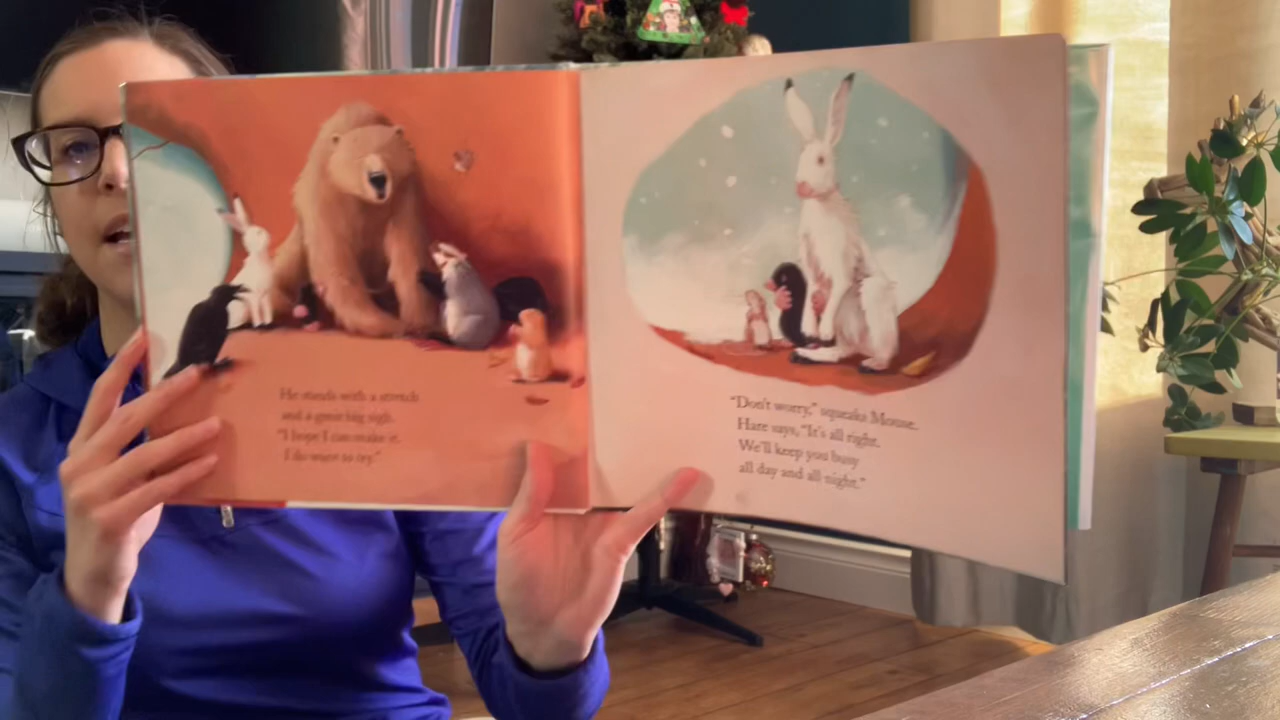 He stands with a stretch
and a great big sigh.
"I hope I can make it.
I do want to try."
"Don't worry," squeaks Mouse.
Hare says, "It's all right.
We'll keep you busy
all day and all night."